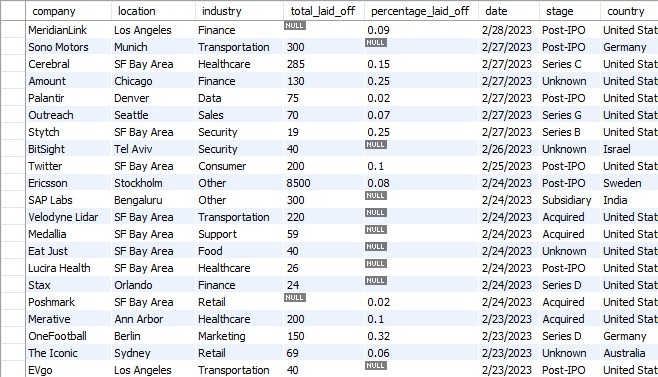 company location industry total_laid_off percentage_laid_off date stage country
MeridianLink Los Angeles Finance NULL 0.09 2/28/2023 Post-IPO United Stat
Sono Motors Munich Transportation 300 NULL 2/27/2023 Post-IPO Germany
Cerebral SF Bay Area Healthcare 285 0.15 2/27/2023 Series C United Stat
Amount Chicago Finance 130 0.25 2/27/2023 Unknown United Stat
Palantir Denver Data 75 0.02 2/27/2023 Post-IPO United Stat
Outreach Seattle Sales 70 0.07 2/27/2023 Series G United Stat
Stytch SF Bay Area Security 19 0.25 2/27/2023 Series B United Stat
BitSight Tel Aviv Security 40 NULL 2/26/2023 Unknown Israel
Twitter SF Bay Area Consumer 200 0.1 2/25/2023 Post-IPO United Stat
Ericsson Stockholm Other 8500 0.08 2/24/2023 Post-IPO Sweden
SAP Labs Bengaluru Other 300 NULL 2/24/2023 Subsidiary India
Velodyne Lidar SF Bay Area Transportation 220 NULL 2/24/2023 Acquired United Stat
Medallia SF Bay Area Support 59 NULL 2/24/2023 Acquired United Stat
Eat Just SF Bay Area Food 40 NULL 2/24/2023 Unknown United Stat
Lucira Health SF Bay Area Healthcare 26 NULL 2/24/2023 Post-IPO United Stat
Stax Orlando Finance 24 NULL 2/24/2023 Series D United Stat
Poshmark SF Bay Area Retail NULL 0.02 2/24/2023 Acquired United Stat
Merative Ann Arbor Healthcare 200 0.1 2/23/2023 Acquired United Stat
OneFootball Berlin Marketing 150 0.32 2/23/2023 Series D Germany
The Iconic Sydney Retail 69 0.06 2/23/2023 Unknown Australia
EVgo Los Angeles Transportation 40 NULL 2/23/2023 Post-IPO United Stat